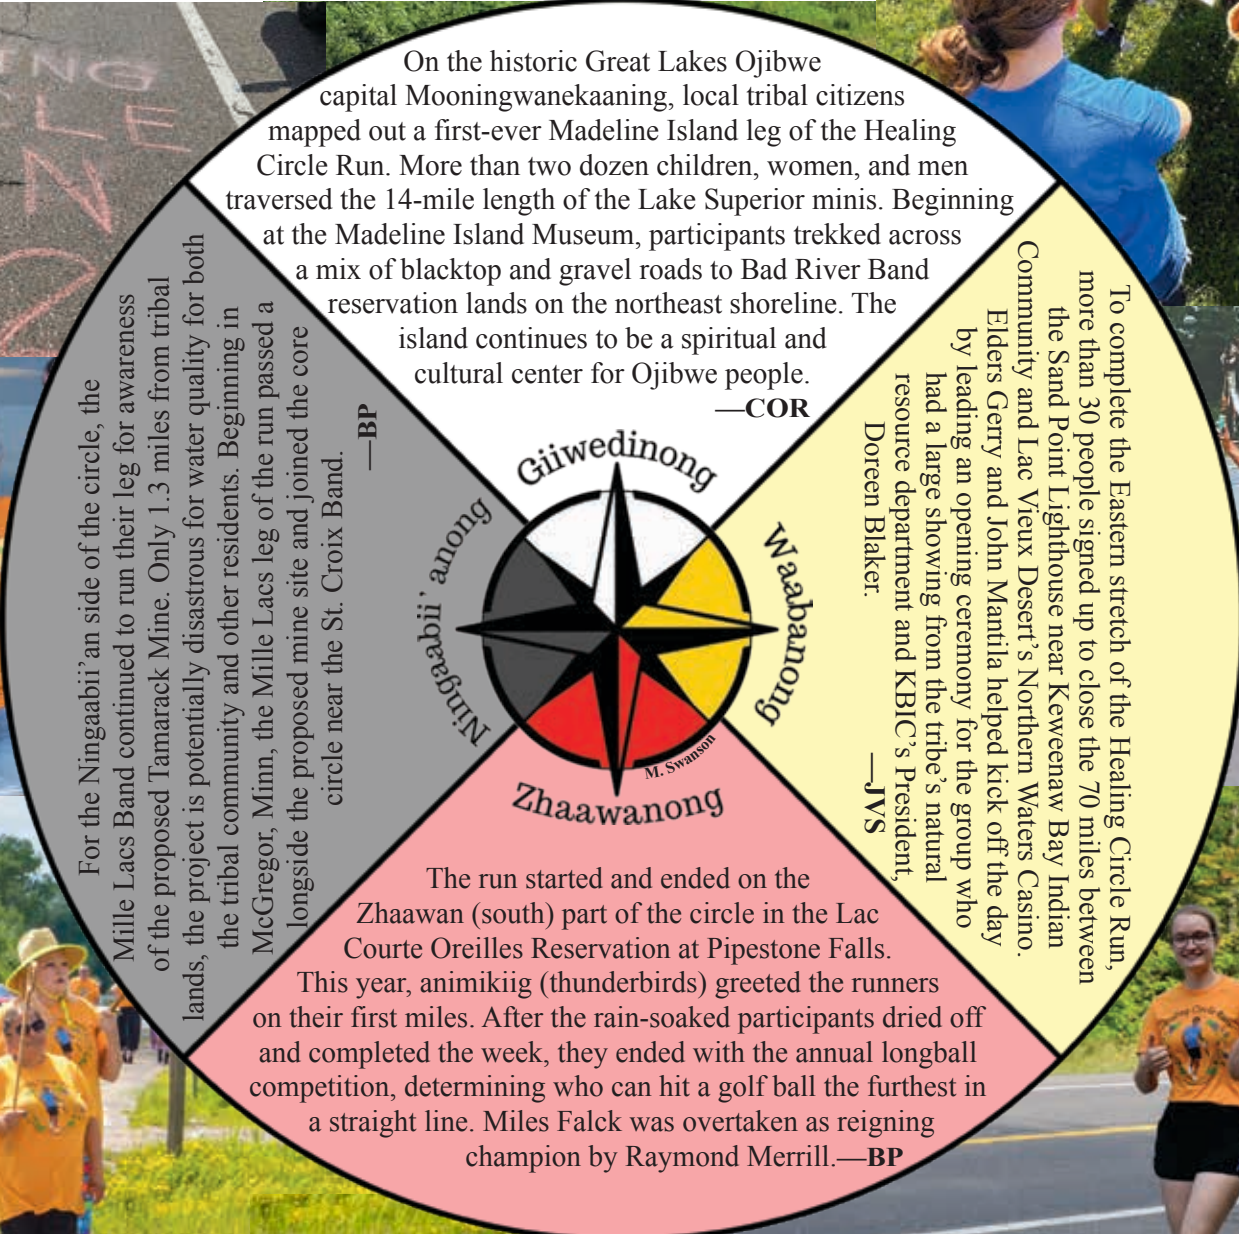 ING
LE
N
2
On the historic Great Lakes Ojibwe
capital Mooningwanekaaning, local tribal citizens
mapped out a first-ever Madeline Island leg of the Healing
Circle Run. More than two dozen children, women, and men
traversed the 14-mile length of the Lake Superior minis. Beginning
at the Madeline Island Museum, participants trekked across
a mix of blacktop and gravel roads to Bad River Band
reservation lands on the northeast shoreline. The
island continues to be a spiritual and
cultural center for Ojibwe people.
—COR
To complete the Eastern stretch of the Healing Circle Run,
more than 30 people signed up to close the 70 miles between
the Sand Point Lighthouse near Keweenaw Bay Indian
Community and Lac Vieux Desert's Northern Waters Casino.
Elders Gerry and John Mantila helped kick off the day
by leading an opening ceremony for the group who
had a large showing from the tribe's natural
resource department and KBIC's President,
Doreen Blaker.
—JVS
The run started and ended on the
Zhaawan (south) part of the circle in the Lac
Courte Oreilles Reservation at Pipestone Falls.
This year, animikiig (thunderbirds) greeted the runners
on their first miles. After the rain-soaked participants dried off
and completed the week, they ended with the annual longball
competition, determining who can hit a golf ball the furthest in
a straight line. Miles Falck was overtaken as reigning
champion by Raymond Merrill.—BP
For the Ningaabii'an side of the circle, the
Mille Lacs Band continued to run their leg for awareness
of the proposed Tamarack Mine. Only 1.3 miles from tribal
lands, the project is potentially disastrous for water quality for both
the tribal community and other residents. Beginning in
McGregor, Minn, the Mille Lacs leg of the run passed a
longside the proposed mine site and joined the core
circle near the St. Croix Band.
—BP
Giiwedinong
Waabanong
Zhaawanong
Ningaabii'anong
M. Swanson